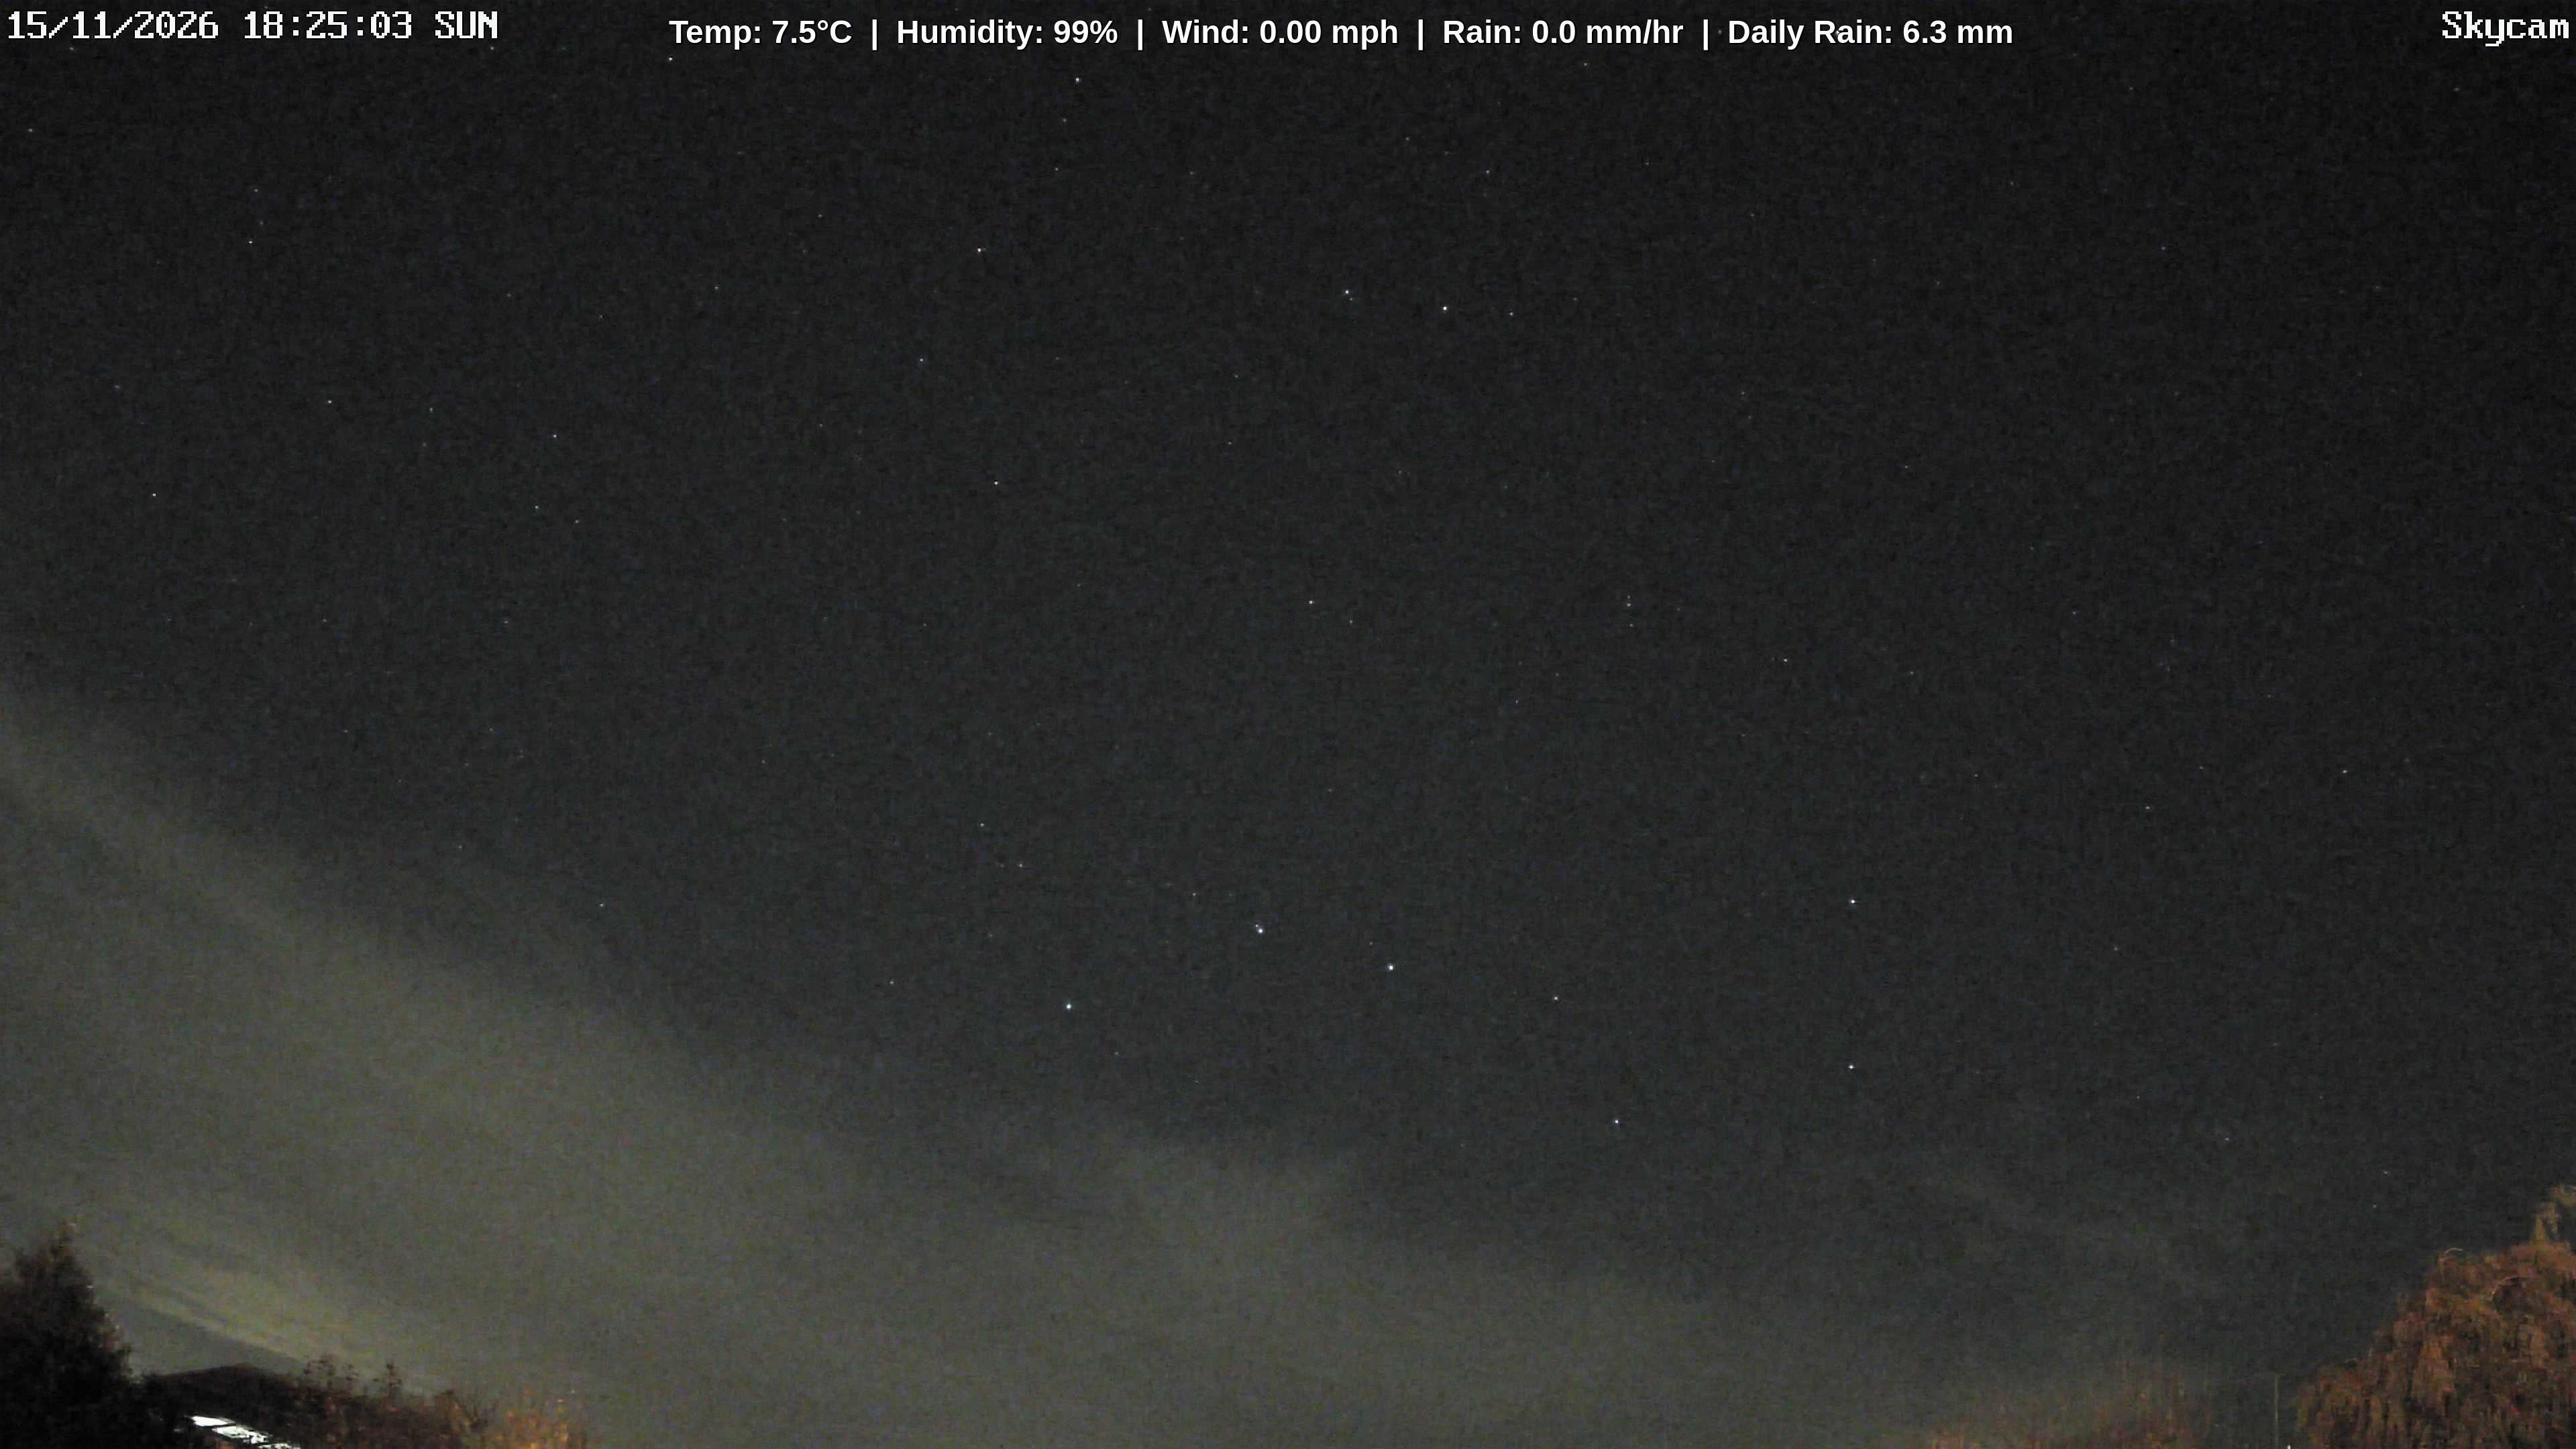 15/11/2026 18:25:03 SUN
Temp: 7.5°C | Humidity: 99% | Wind: 0.00 mph | Rain: 0.0 mm/hr | Daily Rain: 6.3 mm
Skycam